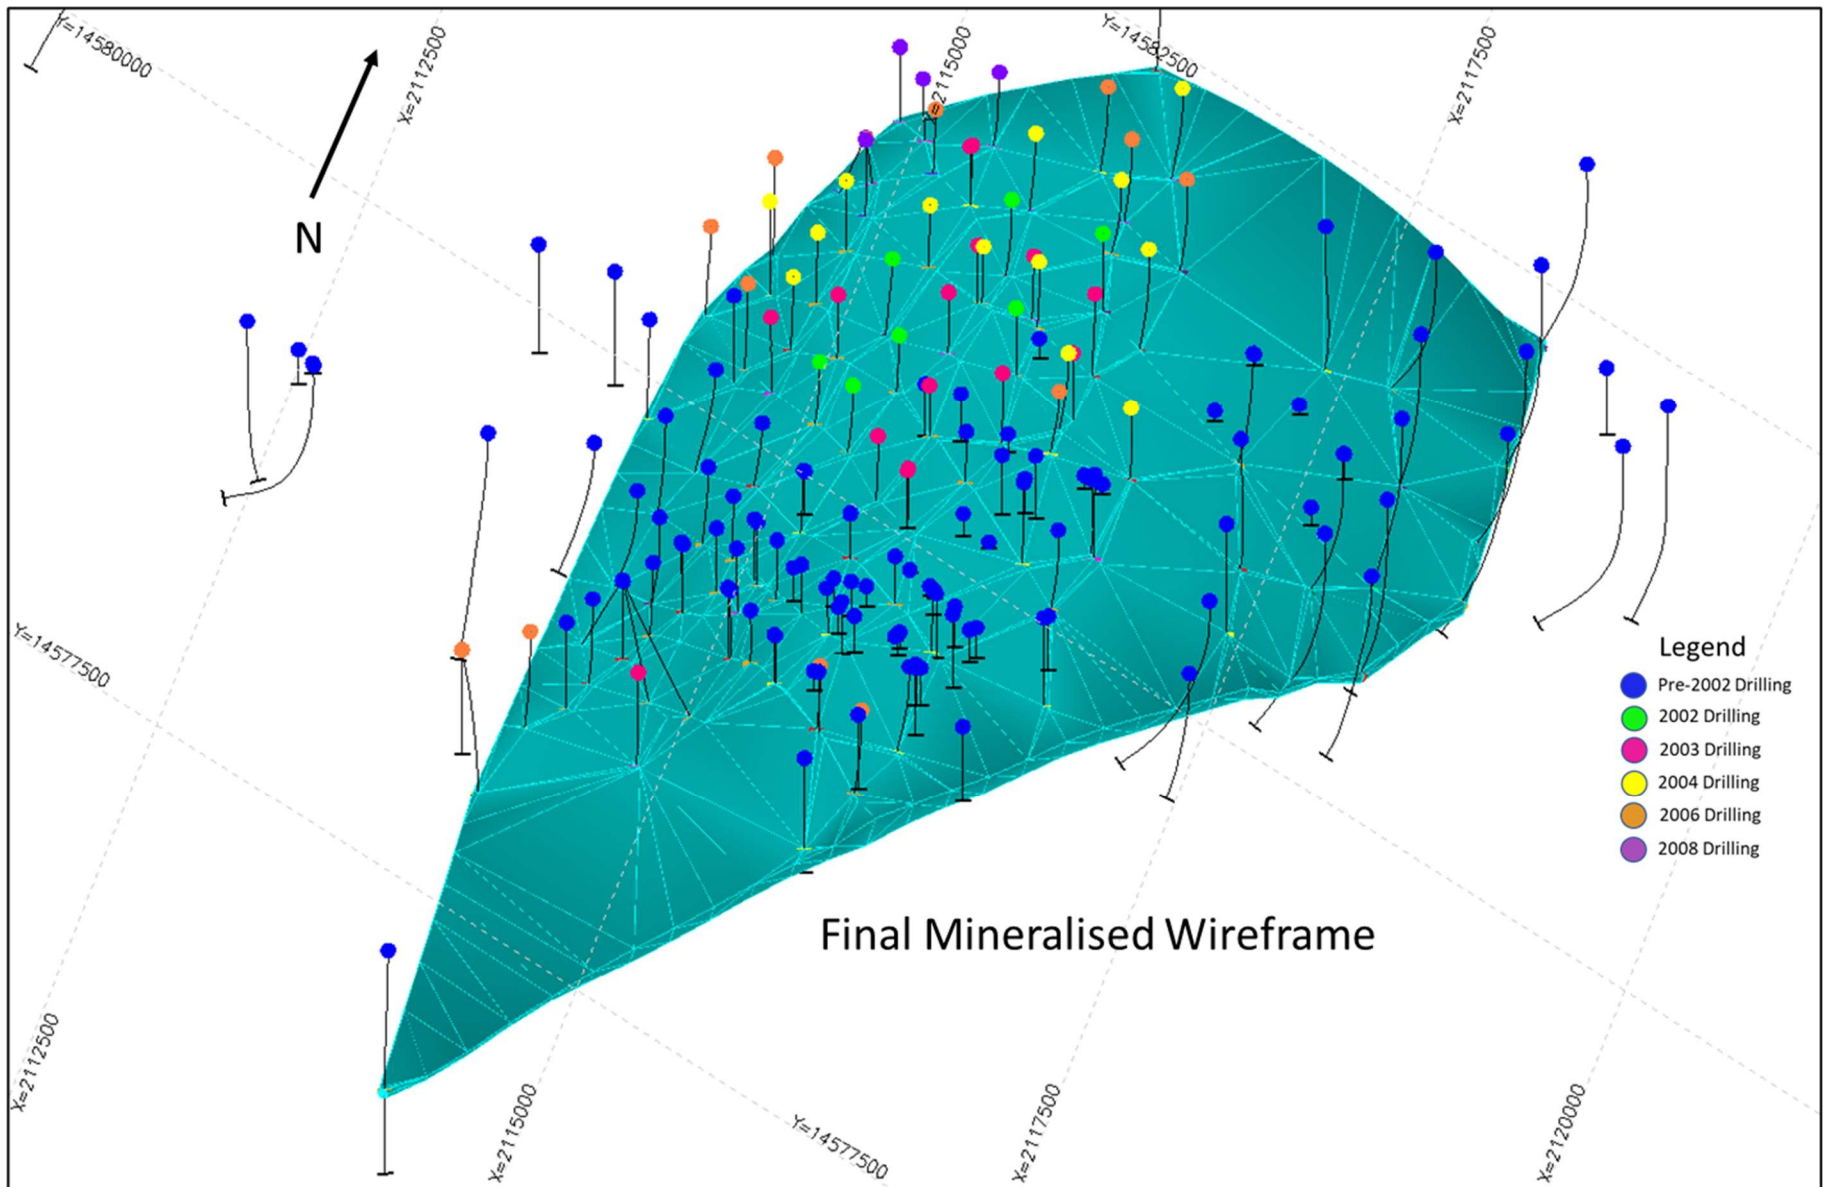 Y=14580000
X=2112500
X=2115000
Y=14582500
X=2117500
N
Y=14577500
Legend
Pre-2002 Drilling
2002 Drilling
2003 Drilling
2004 Drilling
2006 Drilling
2008 Drilling
Final Mineralised Wireframe
X=2112500
X=2115000
Y=14577500
X=2117500
X=2120000